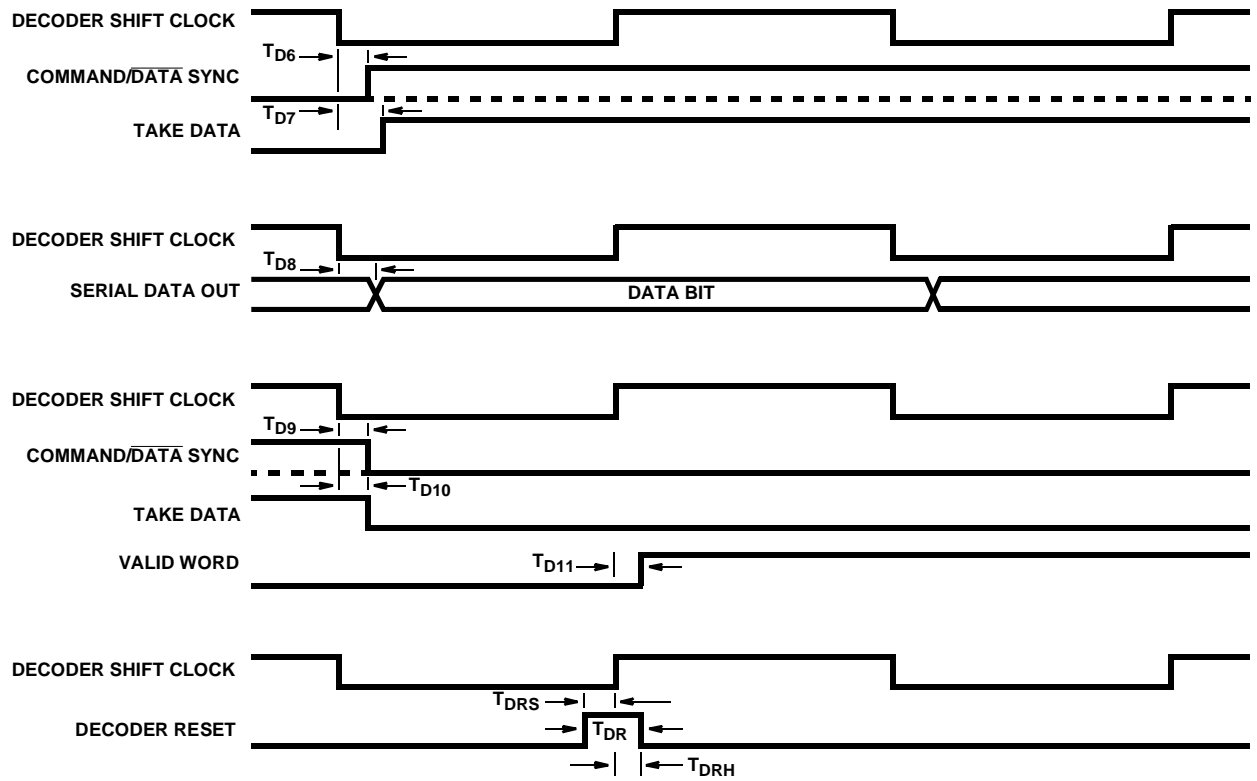 DECODER SHIFT CLOCK
TD6
COMMAND/DATA SYNC
TD7
TAKE DATA
DECODER SHIFT CLOCK
TD8
SERIAL DATA OUT
DATA BIT
DECODER SHIFT CLOCK
TD9
COMMAND/DATA SYNC
TD10
TAKE DATA
VALID WORD
TD11
DECODER SHIFT CLOCK
TDRS
DECODER RESET
TDR
TDRH